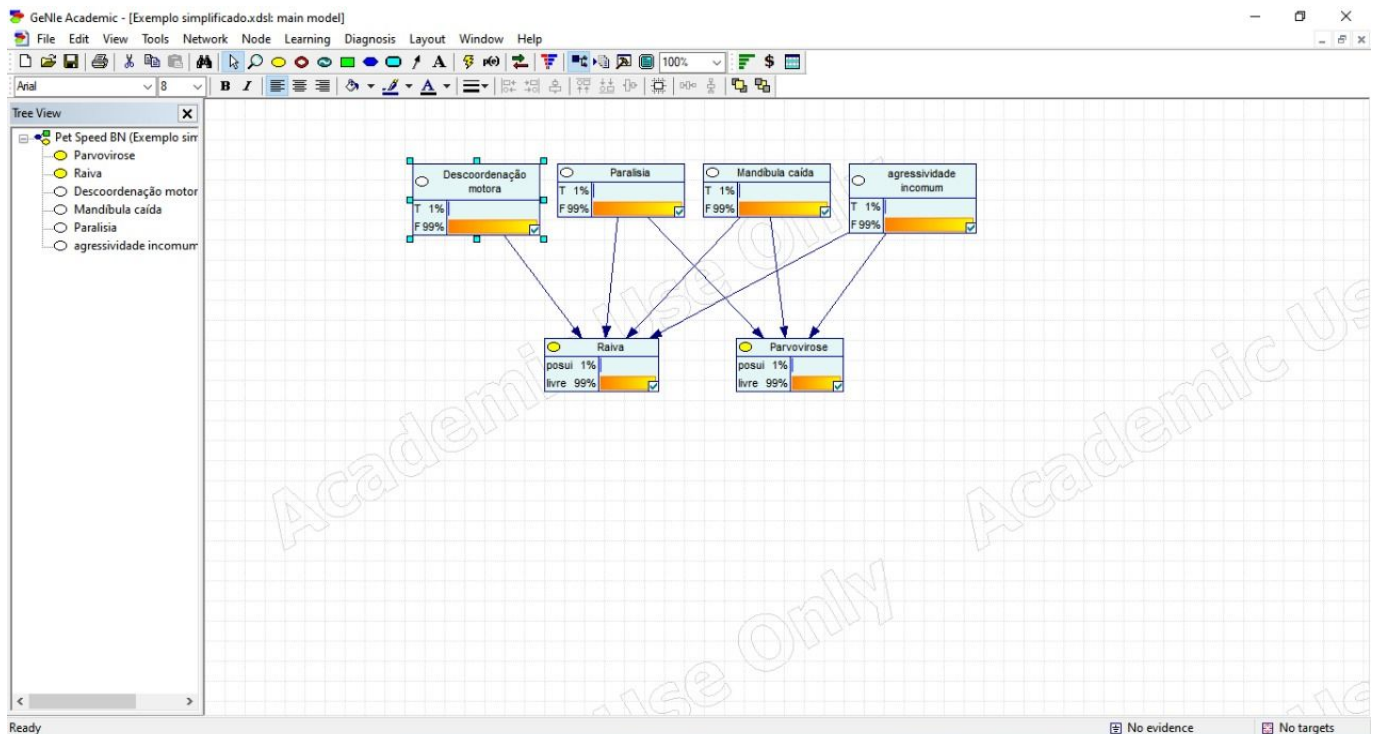 GeNIe Academic - [Exemplo simplificado.xdsl: main model]
File Edit View Tools Network Node Learning Diagnosis Layout Window Help
100%
Arial 8 B I A
Tree View
Pet Speed BN (Exemplo sim
Parvovirose
Raiva
Descoordenação motor
Mandíbula caída
Paralisia
agressividade incomum
Descoordenação
motora
T 1%
F 99%
Paralisia
T 1%
F 99%
Mandíbula caída
T 1%
F 99%
agressividade
incomum
T 1%
F 99%
Raiva
posui 1%
livre 99%
Parvovirose
posui 1%
livre 99%
Academic Use Only
Academic Us
Use Only
Ready
No evidence
No targets